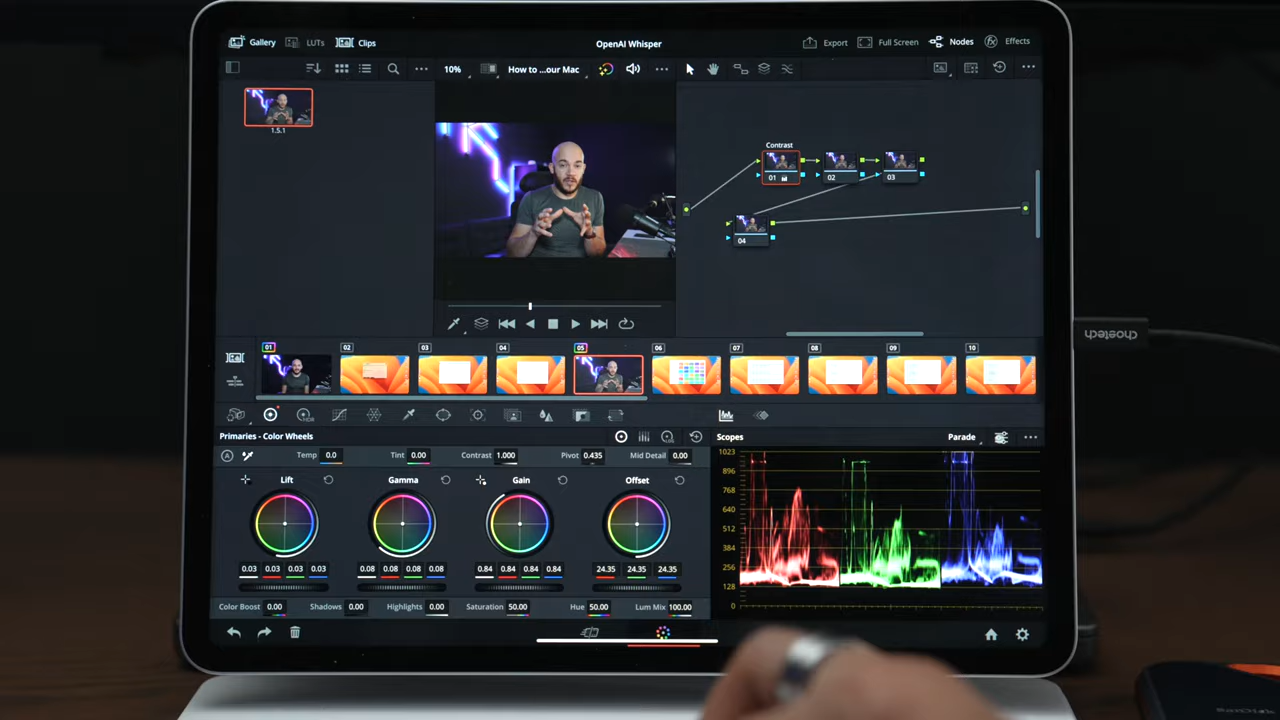 Gallery LUTs Clips OpenAI Whisper Export Full Screen Nodes Effects
10% How to ...our Mac
1.5.1
Contrast
01 02 03
04
01 02 03 04 05 06 07 08 09 10
Primaries - Color Wheels Scopes Parade
A Temp 0.0 Tint 0.00 Contrast 1.000 Pivot 0.435 Mid Detail 0.00
Lift Gamma Gain Offset
0.03 0.03 0.03 0.03 0.08 0.08 0.08 0.08 0.84 0.84 0.84 0.84 24.35 24.35 24.35
Color Boost 0.00 Shadows 0.00 Highlights 0.00 Saturation 50.00 Hue 50.00 Lum Mix 100.00
1023
896
768
640
512
384
256
128
0
CHOETECH